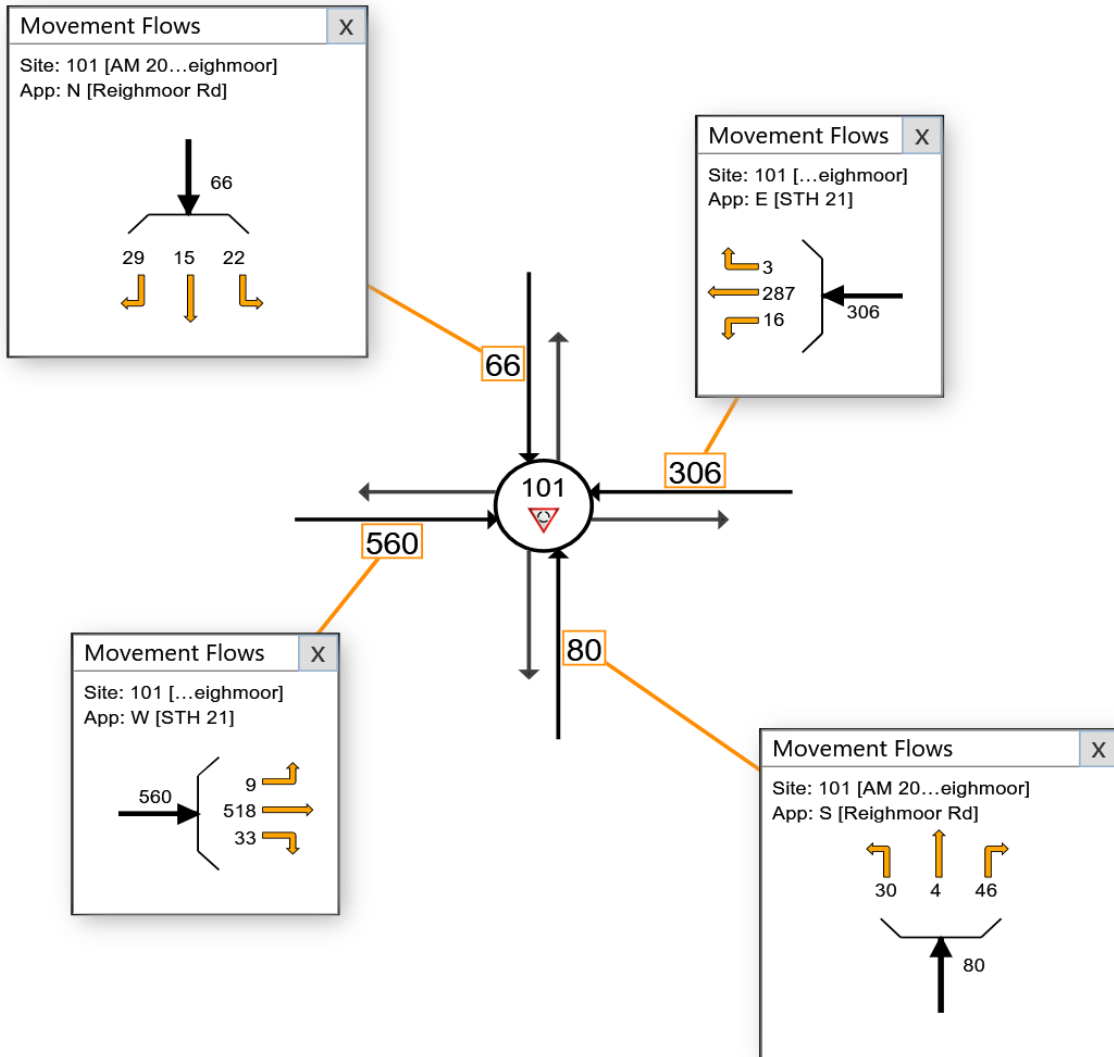 Movement Flows X
Site: 101 [AM 20...eighmoor]
App: N [Reighmoor Rd]
66
29 15 22
Movement Flows X
Site: 101 [...eighmoor]
App: E [STH 21]
3
287
16
306
66
306
101
560
80
Movement Flows X
Site: 101 [...eighmoor]
App: W [STH 21]
560
9
518
33
Movement Flows X
Site: 101 [AM 20...eighmoor]
App: S [Reighmoor Rd]
30 4 46
80